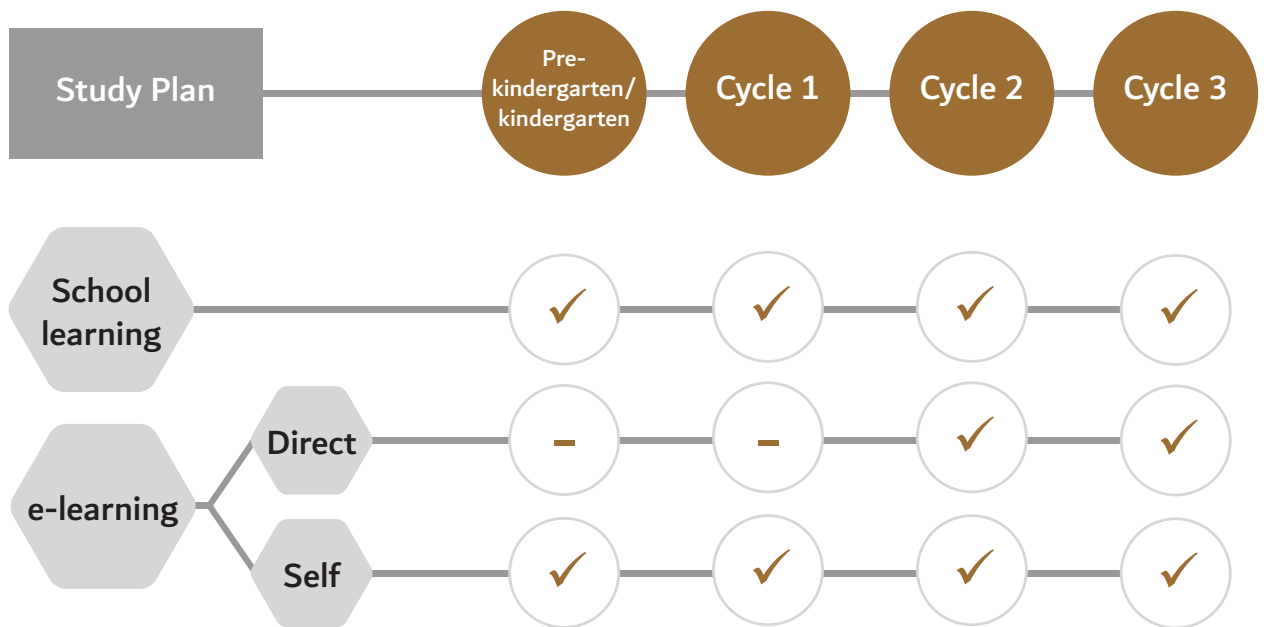 Study Plan
Pre-
kindergarten/
kindergarten
Cycle 1
Cycle 2
Cycle 3
School
learning
✓
✓
✓
✓
e-learning
Direct
-
-
✓
✓
Self
✓
✓
✓
✓